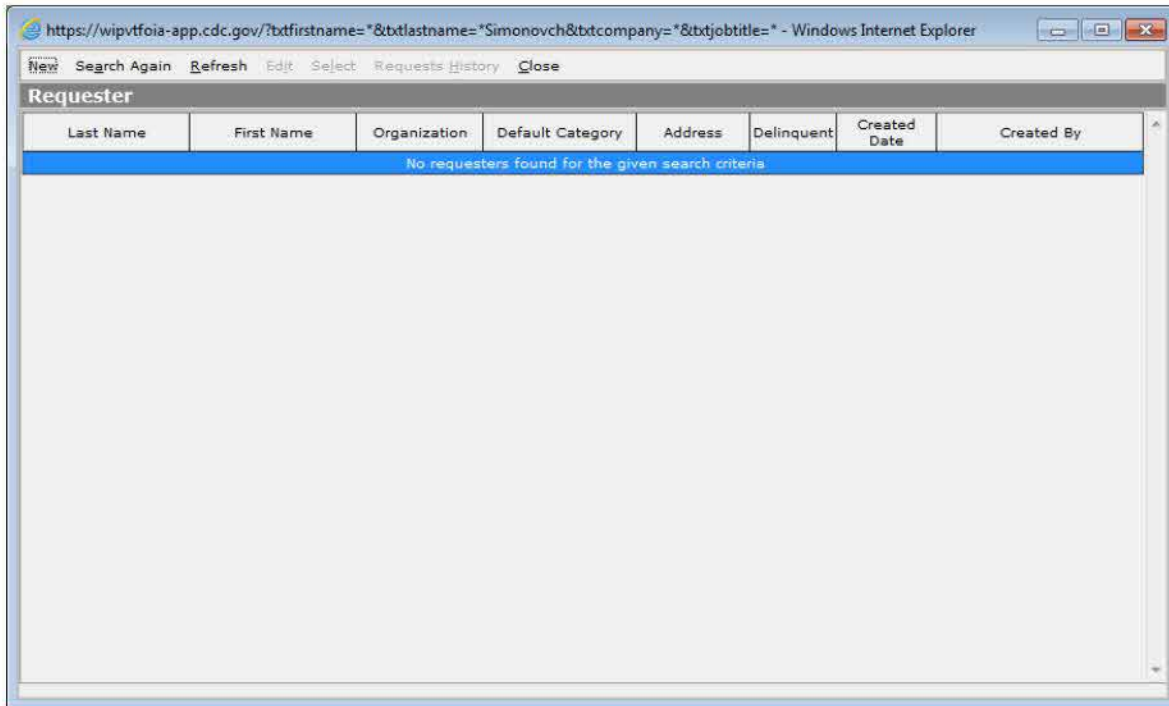 https://wipvtfoia-app.cdc.gov/?txtfirstname=*&txtlastname=*Simonovch&txtcompany=*&txtjobtitle=* - Windows Internet Explorer
New Search Again Refresh Edit Select Requests History Close
Requester
Last Name First Name Organization Default Category Address Delinquent Created Date Created By
No requesters found for the given search criteria